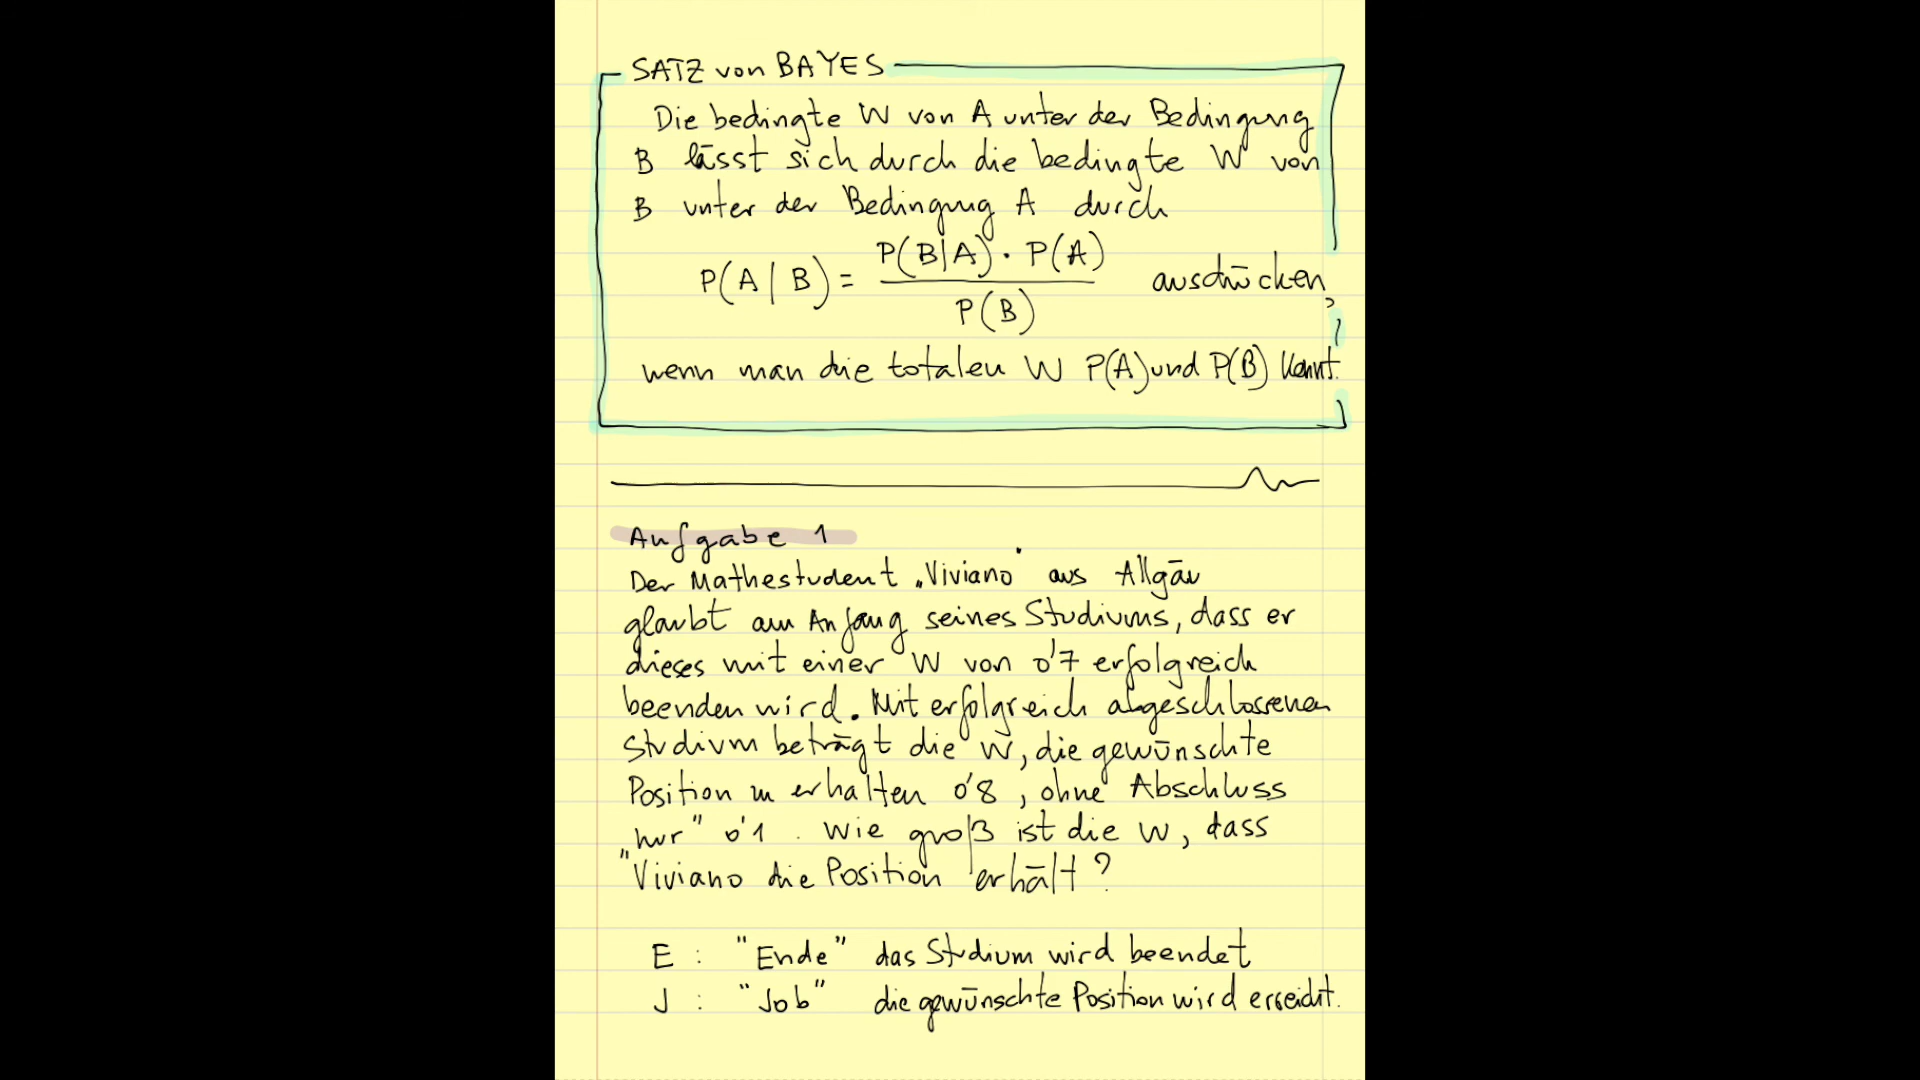 SATZ von BAYES
Die bedingte W von A unter der Bedingung
B lässt sich durch die bedingte W von
B unter der Bedingung A durch
P(A | B) = P(B|A) · P(A) / P(B) ausdrücken,
wenn man die totalen W P(A) und P(B) kennt.
Aufgabe 1
Der Mathestudent „Viviano" aus Allgäu
glaubt am Anfang seines Studiums, dass er
dieses mit einer W von 0'7 erfolgreich
beenden wird. Mit erfolgreich abgeschlossenen
Studium beträgt die W, die gewünschte
Position zu erhalten 0'8, ohne Abschluss
„nur" 0'1. Wie groß ist die W, dass
"Viviano die Position erhält?
E : "Ende" das Studium wird beendet
J : "Job" die gewünschte Position wird erreicht.